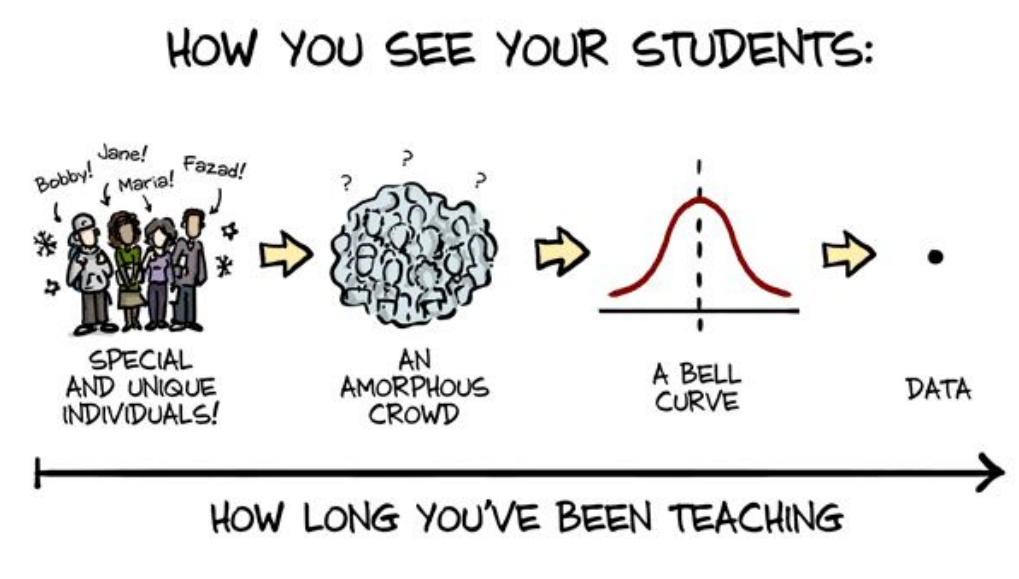 HOW YOU SEE YOUR STUDENTS:
Bobby!
Jane!
Maria!
Fazad!
? ? ?
SPECIAL
AND UNIQUE
INDIVIDUALS!
AN
AMORPHOUS
CROWD
A BELL
CURVE
DATA
HOW LONG YOU'VE BEEN TEACHING